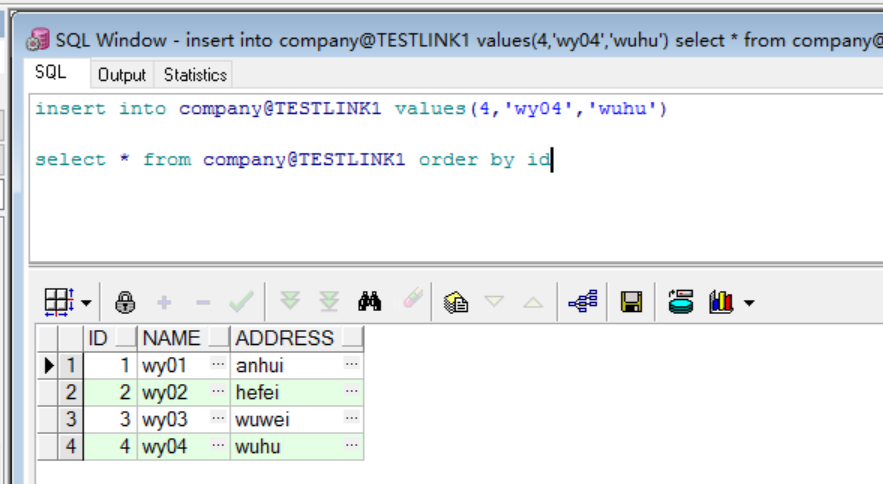 SQL Window - insert into company@TESTLINK1 values(4,'wy04','wuhu') select * from company@
SQL Output Statistics
insert into company@TESTLINK1 values(4,'wy04','wuhu')
select * from company@TESTLINK1 order by id
ID NAME ADDRESS
1 1 wy01 ... anhui ...
2 2 wy02 ... hefei ...
3 3 wy03 ... wuwei ...
4 4 wy04 ... wuhu ...